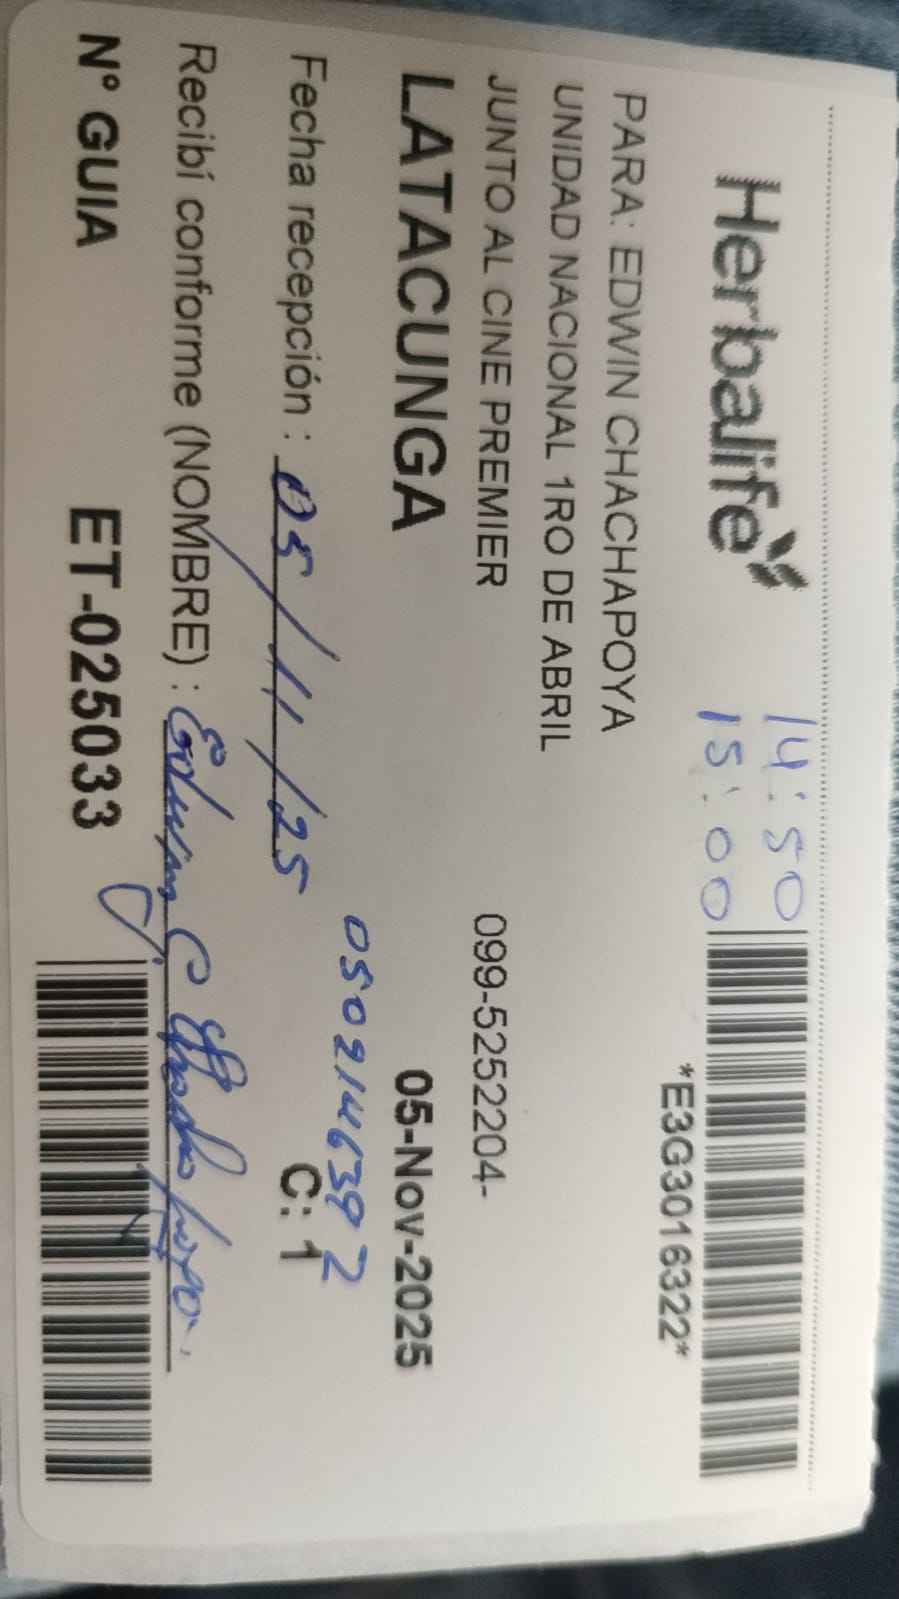 Herbalife
14:50
15:00
*E3G3016322*
PARA: EDWIN CHACHAPOYA
UNIDAD NACIONAL 1RO DE ABRIL
JUNTO AL CINE PREMIER 099-5252204-
LATACUNGA 05-Nov-2025
0502146392
Fecha recepción : 05/11/25 C: 1
Recibí conforme (NOMBRE) : Edwin C
N° GUIA ET-025033